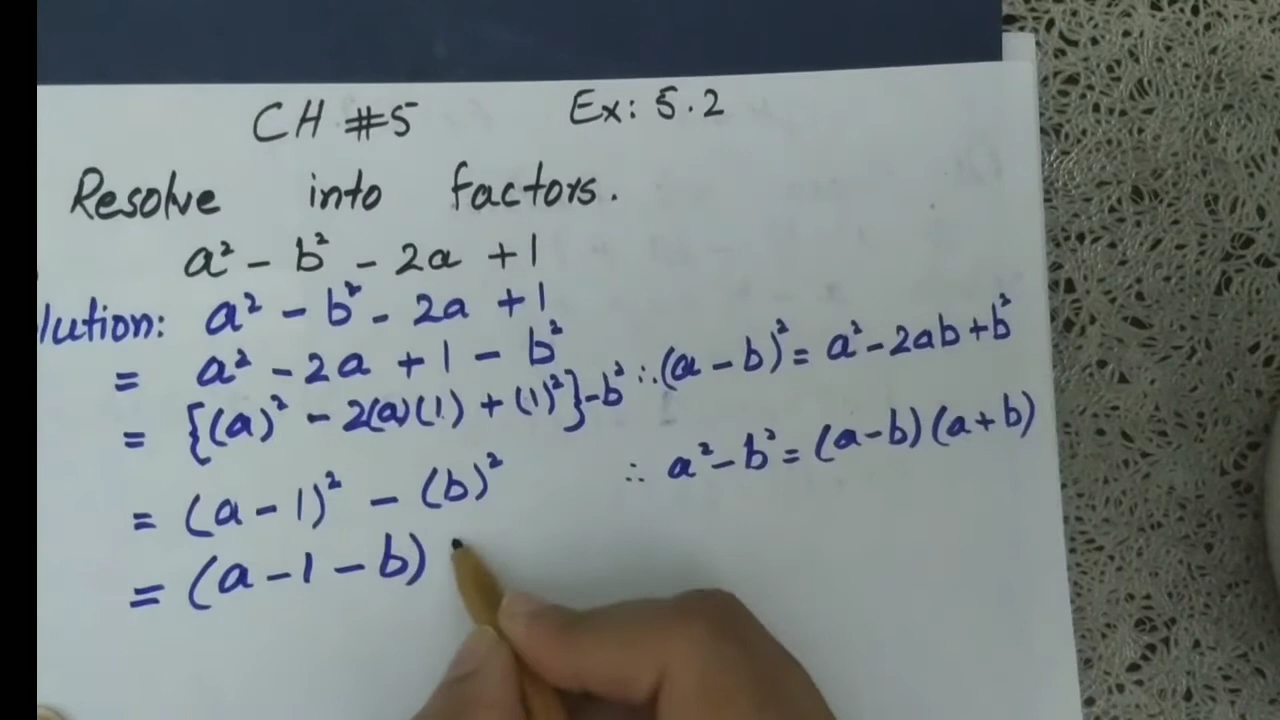 CH #5 Ex: 5.2
Resolve into factors.
a² - b² - 2a + 1
lution: a² - b² - 2a + 1
= a² - 2a + 1 - b²
= {(a)² - 2(a)(1) + (1)²} - b² ∴ (a - b)² = a² - 2ab + b²
= (a - 1)² - (b)² ∴ a² - b² = (a - b)(a + b)
= (a - 1 - b)